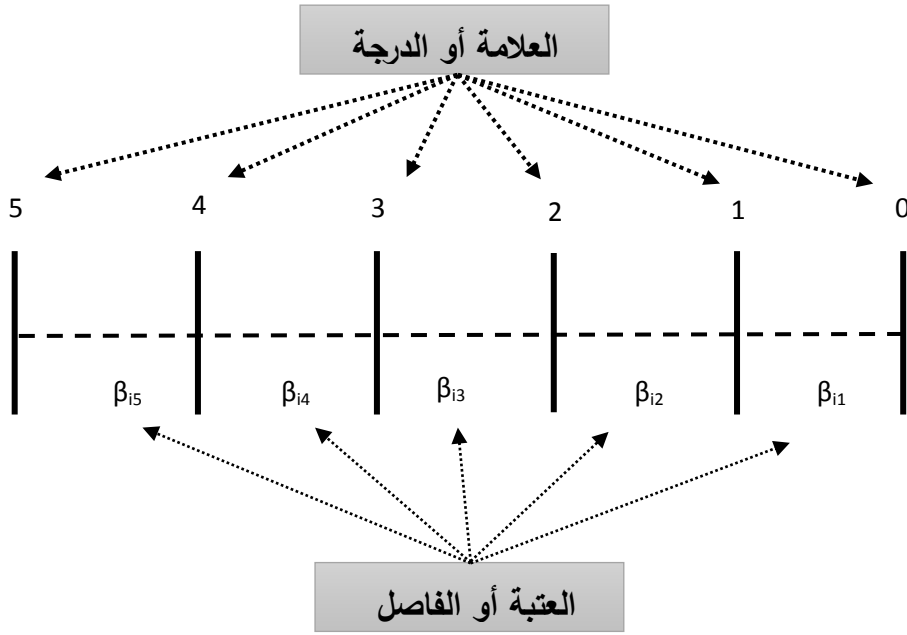 العلامة أو الدرجة
5 4 3 2 1 0
βi5 βi4 βi3 βi2 βi1
العتبة أو الفاصل